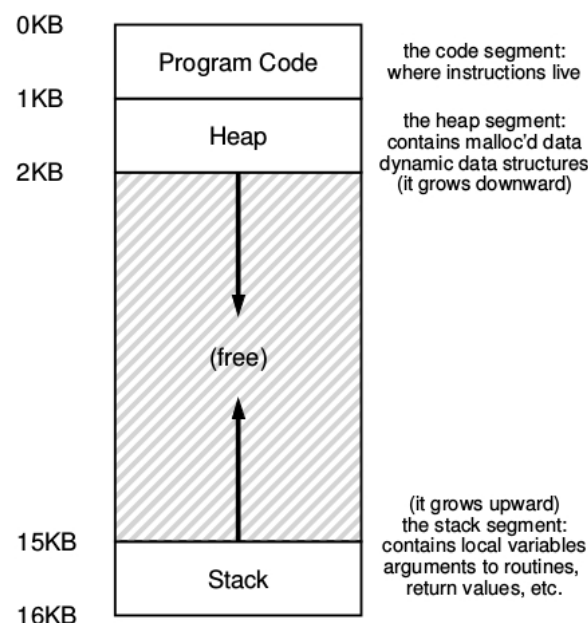 0KB
Program Code
the code segment:
where instructions live
1KB
Heap
the heap segment:
contains malloc'd data
dynamic data structures
(it grows downward)
2KB
(free)
(it grows upward)
the stack segment:
contains local variables
arguments to routines,
return values, etc.
15KB
Stack
16KB